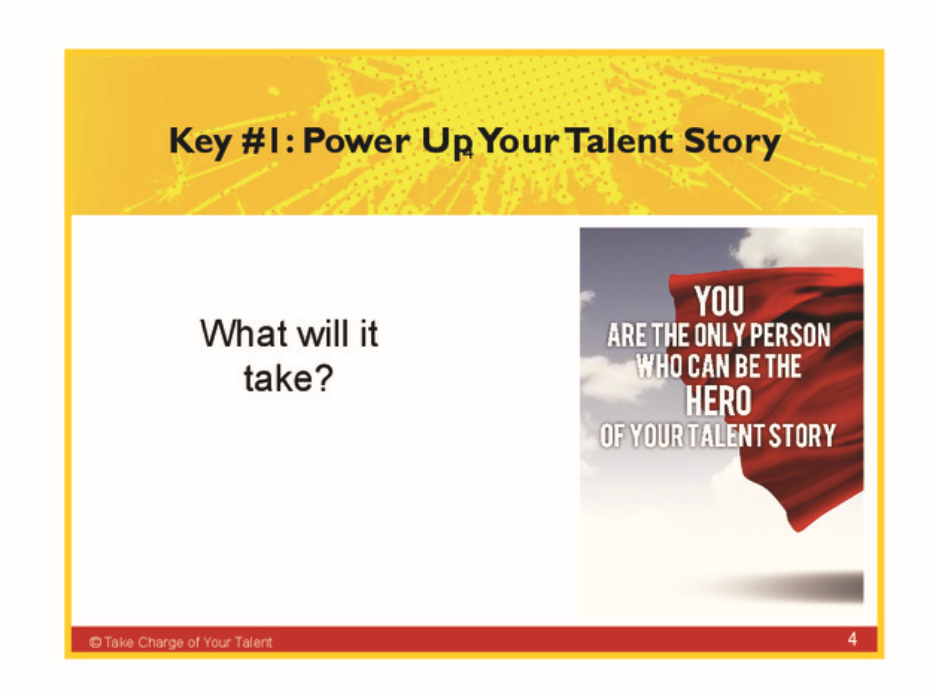 Key #1: Power Up Your Talent Story
4
What will it
take?
YOU
ARE THE ONLY PERSON
WHO CAN BE THE
HERO
OF YOUR TALENT STORY
© Take Charge of Your Talent
4